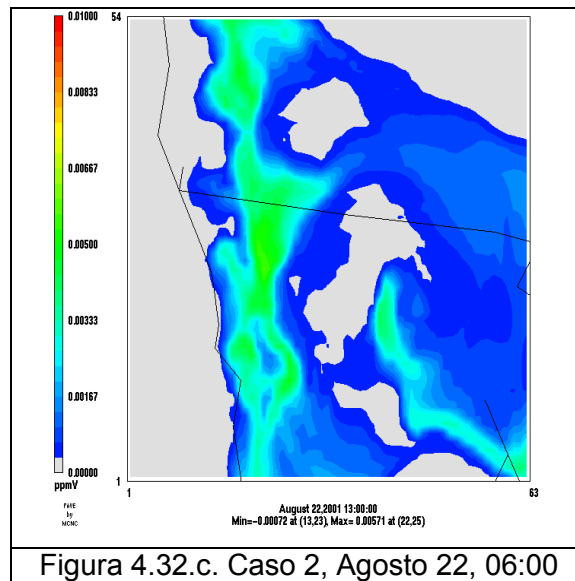 54
0.01000
0.00833
0.00667
0.00500
0.00333
0.00167
0.00000
ppmV
PAVE
by
MCNC
1
1
63
August 22,2001 13:00:00
Min=-0.00072 at (13,23), Max= 0.00571 at (22,25)
Figura 4.32.c. Caso 2, Agosto 22, 06:00